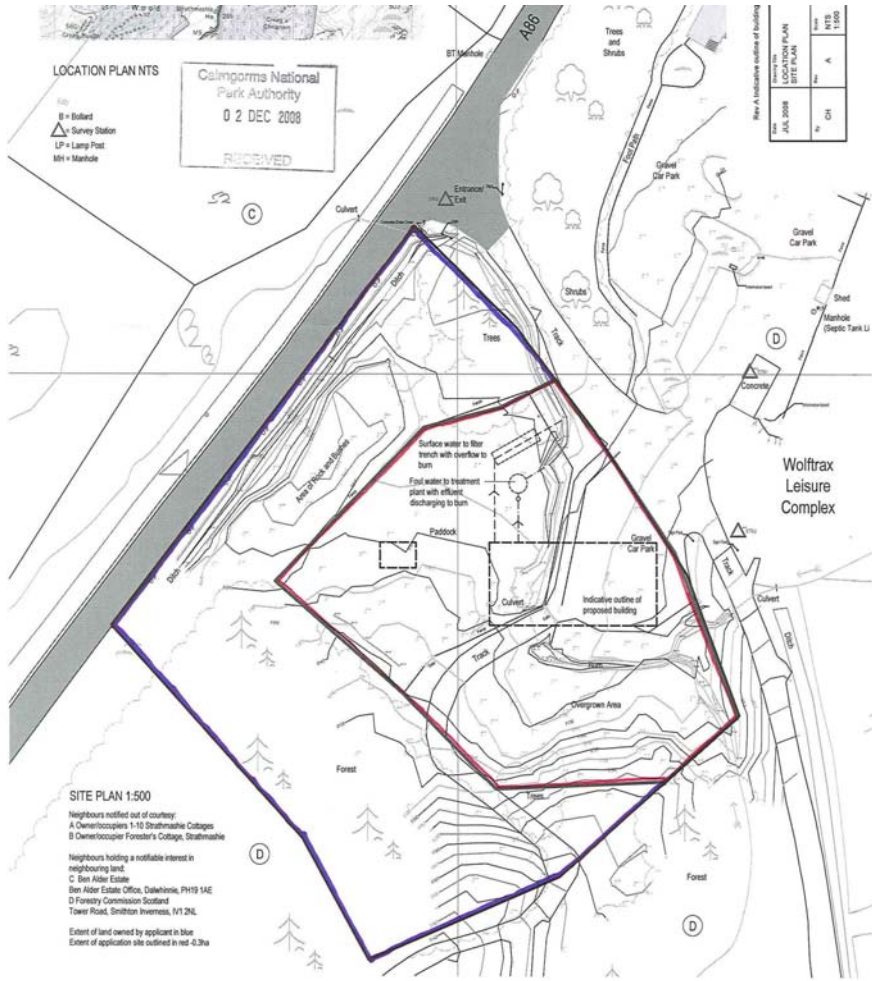 A86
BT Manhole
Trees
and
Shrubs
LOCATION PLAN NTS
Key
B = Bollard
= Survey Station
LP = Lamp Post
MH = Manhole
Cairngorms National
Park Authority
02 DEC 2008
RECEIVED
Rev A Indicative outline of building
Date
JUL 2008
Drawing Title
LOCATION PLAN
SITE PLAN
Scale
NTS
1:500
By
CH
Rev
A
C
Culvert
Entrance/
Exit
Foot Path
Gravel
Car Park
Gravel
Car Park
Ditch
Shrubs
Shed
Manhole
(Septic Tank Li
D
Trees
Track
Concrete
Surface water to filter
trench with overflow to
burn
Area of Rock and Bushes
Foul water to treatment
plant with effluent
discharging to burn
Wolftrax
Leisure
Complex
Paddock
Gravel
Car Park
Ditch
Track
Culvert
Indicative outline of
proposed building
Culvert
Ditch
Track
Burn
Overgrown Area
Forest
Trees
SITE PLAN 1:500
Neighbours notified out of courtesy:
A Owner/occupiers 1-10 Strathmashie Cottages
B Owner/occupier Forester's Cottage, Strathmashie
Neighbours holding a notifiable interest in
neighbouring land:
C Ben Alder Estate
Ben Alder Estate Office, Dalwhinnie, PH19 1AE
D Forestry Commission Scotland
Tower Road, Smithton Inverness, IV1 2NL
Extent of land owned by applicant in blue
Extent of application site outlined in red -0.3ha
D
Forest
D